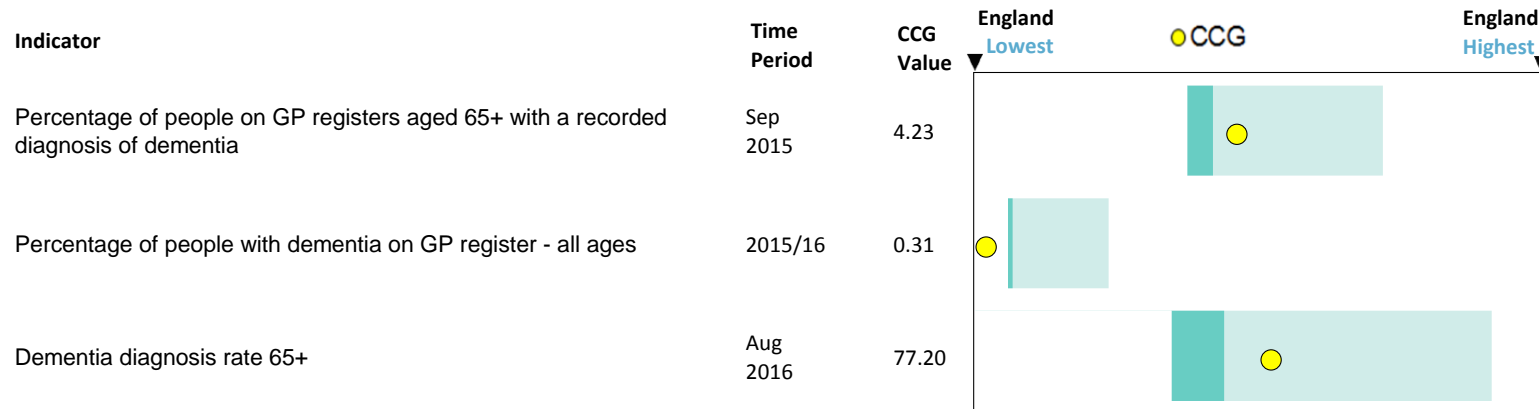 Indicator
Time
Period
CCG
Value
England
Lowest
CCG
England
Highest
Percentage of people on GP registers aged 65+ with a recorded
diagnosis of dementia
Sep
2015
4.23
Percentage of people with dementia on GP register - all ages
2015/16
0.31
Dementia diagnosis rate 65+
Aug
2016
77.20